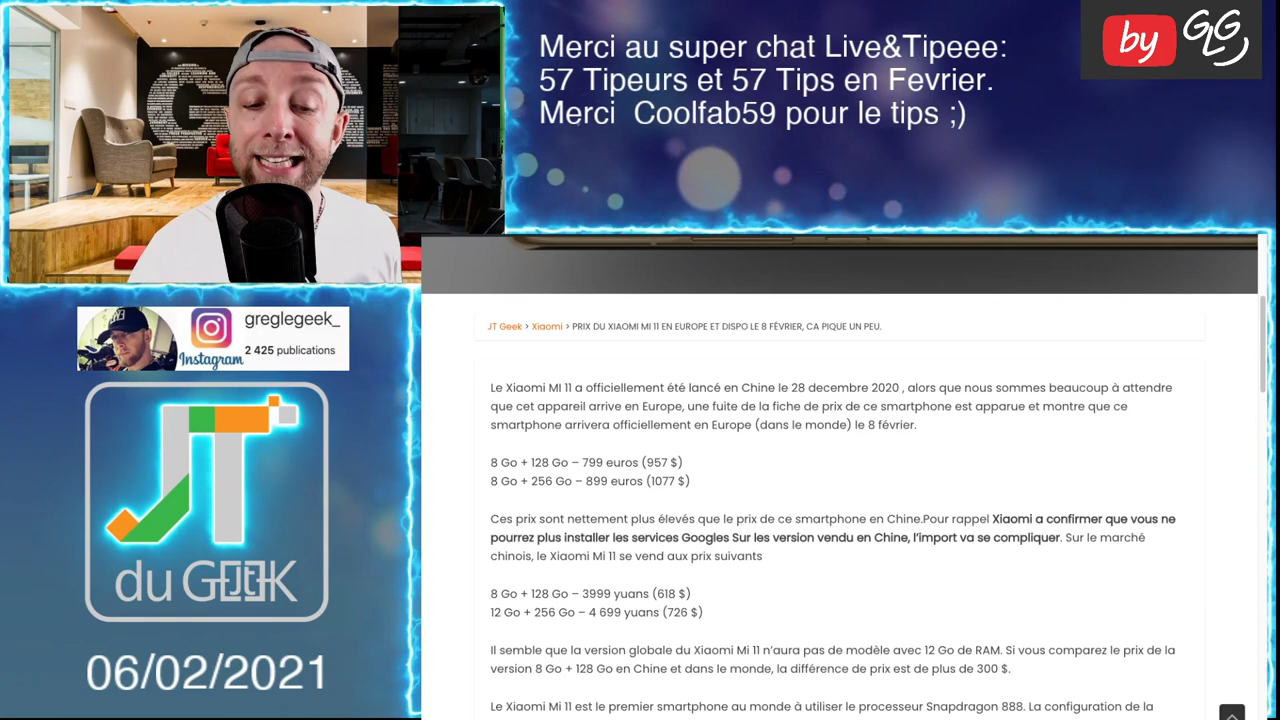 Merci au super chat Live&Tipeee:
57 Tipeurs et 57 Tips en Fevrier.
Merci Coolfab59 pour le tips ;)
by GLG
greglegeek_
2 425 publications
Instagram
JT
du GEEK
06/02/2021
JT Geek > Xiaomi > PRIX DU XIAOMI MI 11 EN EUROPE ET DISPO LE 8 FÉVRIER, CA PIQUE UN PEU.
Le Xiaomi MI 11 a officiellement été lancé en Chine le 28 decembre 2020 , alors que nous sommes beaucoup à attendre
que cet appareil arrive en Europe, une fuite de la fiche de prix de ce smartphone est apparue et montre que ce
smartphone arrivera officiellement en Europe (dans le monde) le 8 février.
8 Go + 128 Go – 799 euros (957 $)
8 Go + 256 Go – 899 euros (1077 $)
Ces prix sont nettement plus élevés que le prix de ce smartphone en Chine.Pour rappel Xiaomi a confirmer que vous ne
pourrez plus installer les services Googles Sur les version vendu en Chine, l’import va se compliquer. Sur le marché
chinois, le Xiaomi Mi 11 se vend aux prix suivants
8 Go + 128 Go – 3999 yuans (618 $)
12 Go + 256 Go – 4 699 yuans (726 $)
Il semble que la version globale du Xiaomi Mi 11 n’aura pas de modèle avec 12 Go de RAM. Si vous comparez le prix de la
version 8 Go + 128 Go en Chine et dans le monde, la différence de prix est de plus de 300 $.
Le Xiaomi Mi 11 est le premier smartphone au monde à utiliser le processeur Snapdragon 888. La configuration de la